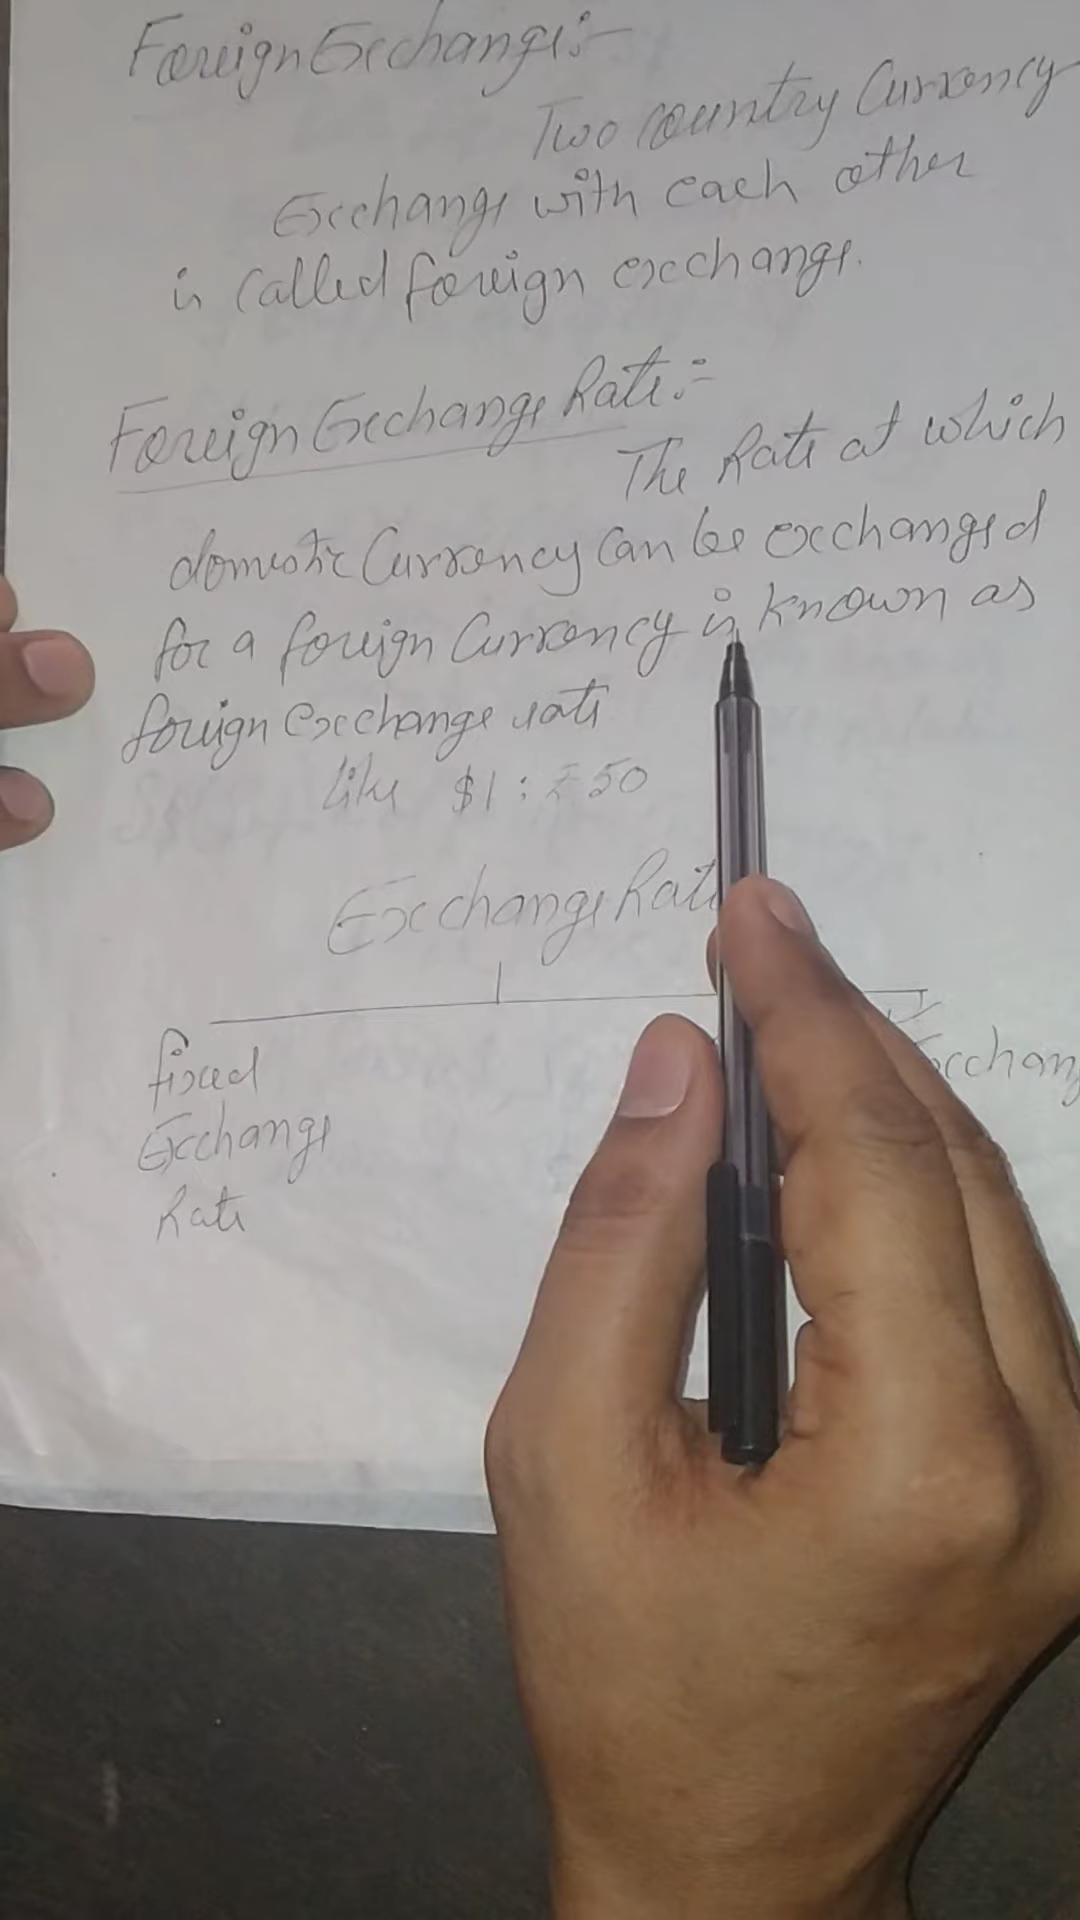 Foreign Exchange:-
Two Country Currency
Exchange with each other
is called foreign exchange.
Foreign Exchange Rate:-
The Rate at which
domestic Currency Can be exchanged
for a foreign Currency is known as
foreign exchange rate
like $1 : ₹50
Exchange Rate
fixed
Exchange
Rate